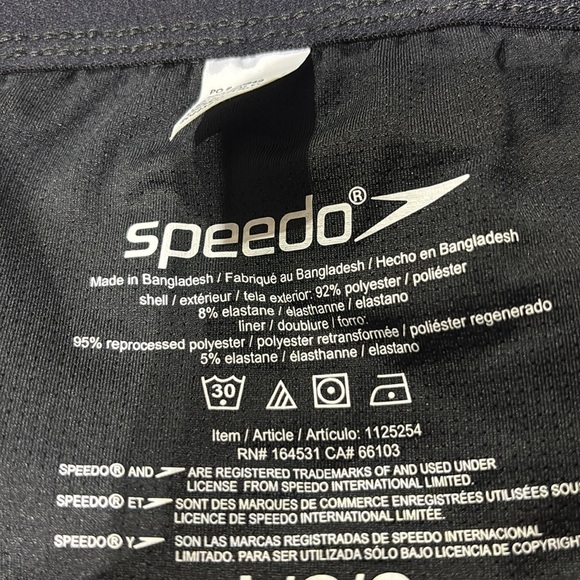 speedo®
Made in Bangladesh / Fabriqué au Bangladesh / Hecho en Bangladesh
shell / extérieur / tela exterior: 92% polyester / poliéster
8% elastane / élasthanne / elastano
liner / doublure / forro:
95% reprocessed polyester / polyester retransformée / poliéster regenerado
5% elastane / élasthanne / elastano
30
Item / Article / Artículo: 1125254
RN# 164531 CA# 66103
SPEEDO® AND ARE REGISTERED TRADEMARKS OF AND USED UNDER
LICENSE FROM SPEEDO INTERNATIONAL LIMITED.
SPEEDO® ET SONT DES MARQUES DE COMMERCE ENREGISTRÉES UTILISÉES SOUS
LICENCE DE SPEEDO INTERNATIONAL LIMITÉE.
SPEEDO® Y SON LAS MARCAS REGISTRADAS DE SPEEDO INTERNACIONAL
LIMITADO. PARA SER UTILIZADA SÓLO BAJO LICENCIA DE COPYRIGH